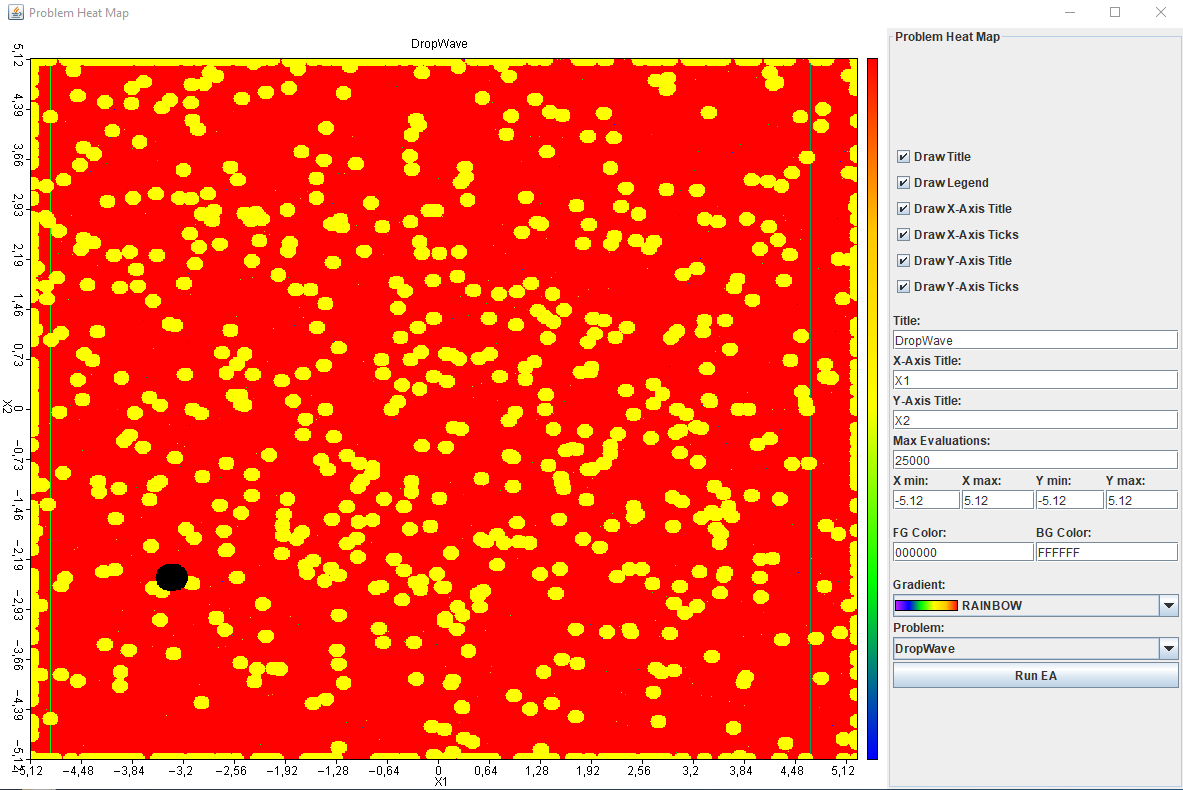 Problem Heat Map
DropWave
5,12
4,39
3,66
2,93
2,19
1,46
0,73
0
−0,73
−1,46
−2,19
−2,93
−3,66
−4,39
−5,12
X2
−5,12 −4,48 −3,84 −3,2 −2,56 −1,92 −1,28 −0,64 0 0,64 1,28 1,92 2,56 3,2 3,84 4,48 5,12
X1
Problem Heat Map
Draw Title
Draw Legend
Draw X-Axis Title
Draw X-Axis Ticks
Draw Y-Axis Title
Draw Y-Axis Ticks
Title:
DropWave
X-Axis Title:
X1
Y-Axis Title:
X2
Max Evaluations:
25000
X min: X max: Y min: Y max:
-5.12 5.12 -5.12 5.12
FG Color: BG Color:
000000 FFFFFF
Gradient:
RAINBOW
Problem:
DropWave
Run EA